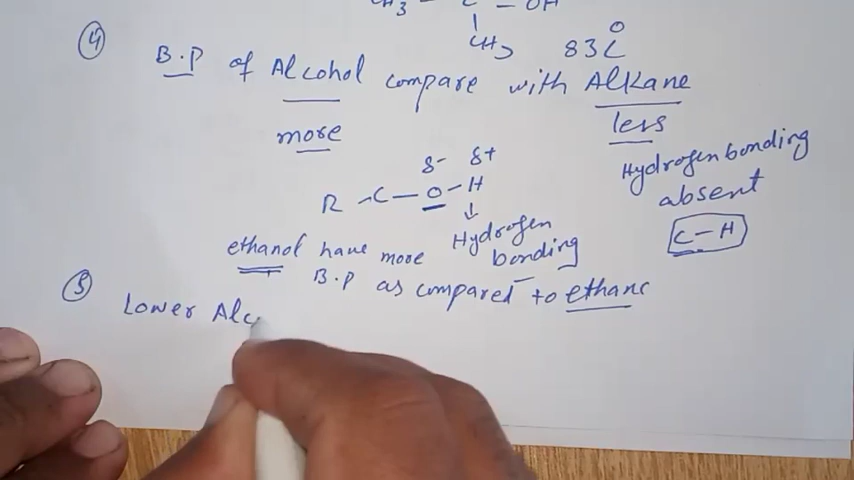 CH3 - C - OH
CH3 83°C
4 B.P of Alcohol compare with Alkane
more less
δ- δ+
R - C - O - H
Hydrogen bonding
Hydrogen bonding absent
C - H
ethanol have more B.P as compared to ethane
5 Lower Alc